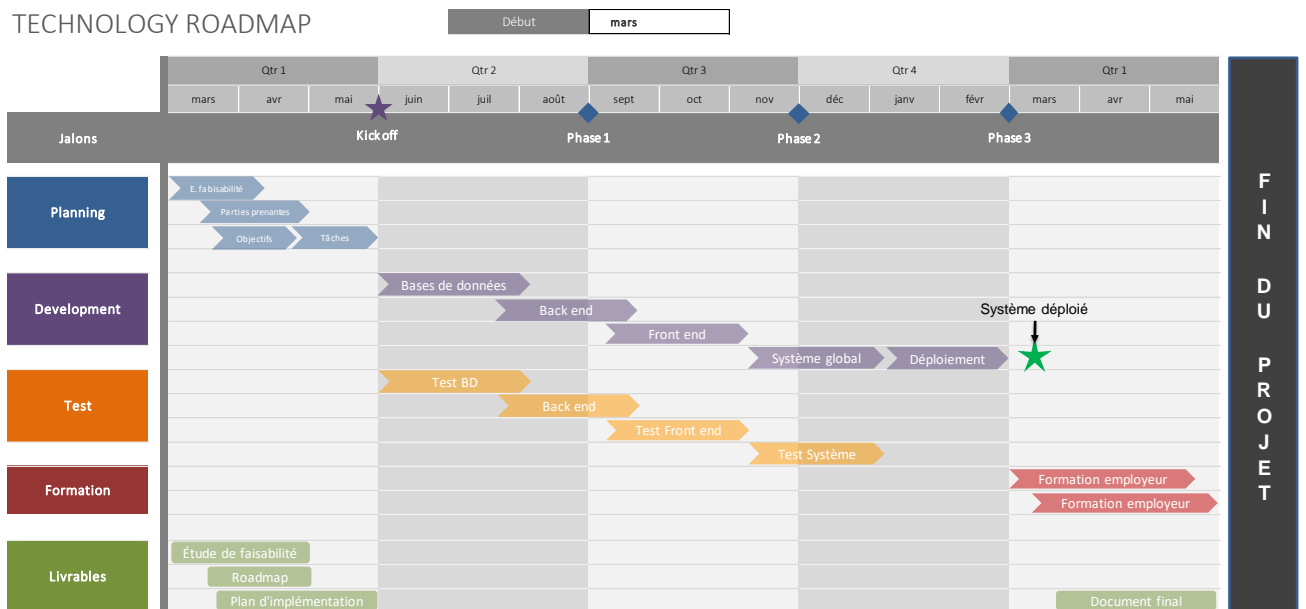 TECHNOLOGY ROADMAP
Début mars
Qtr 1 Qtr 2 Qtr 3 Qtr 4 Qtr 1
mars avr mai juin juil août sept oct nov déc janv févr mars avr mai
Jalons Kick off Phase 1 Phase 2 Phase 3
Planning
E. fabisabilité
Parties prenantes
Objectifs Tâches
Development
Bases de données
Back end
Front end
Système global Déploiement
Système déploié
Test
Test BD
Back end
Test Front end
Test Système
Formation
Formation employeur
Formation employeur
Livrables
Étude de faisabilité
Roadmap
Plan d'implémentation Document final
FIN DU PROJET